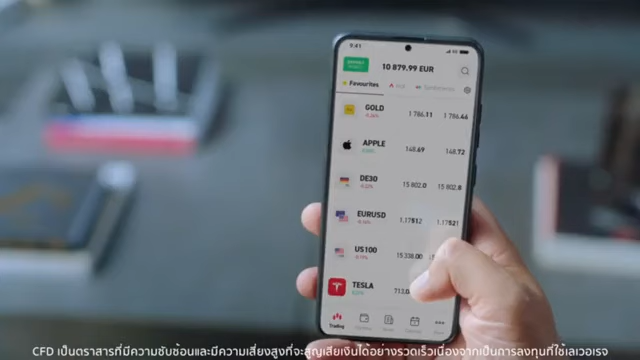 9:41
10 879.99 EUR
Favourites
GOLD
1 786.11 1 786.46
APPLE
148.69 148.72
DE30
15 802.0 15 802.8
EURUSD
1.17512 1.17521
US100
15 338.00
TESLA
713.0
Trading
CFD เป็นตราสารที่มีความซับซ้อนและมีความเสี่ยงสูงที่จะสูญเสียเงินได้อย่างรวดเร็วเนื่องจากเป็นการลงทุนที่ใช้เลเวอเรจ